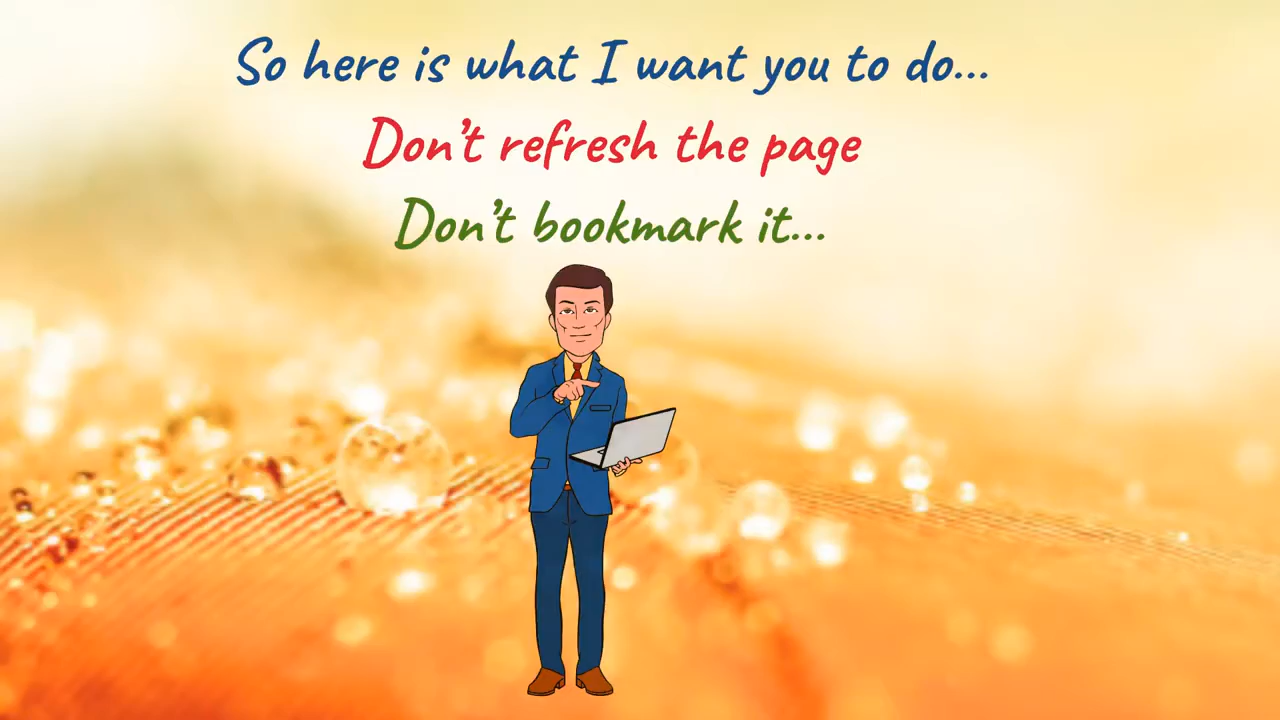 So here is what I want you to do...
Don't refresh the page
Don't bookmark it...